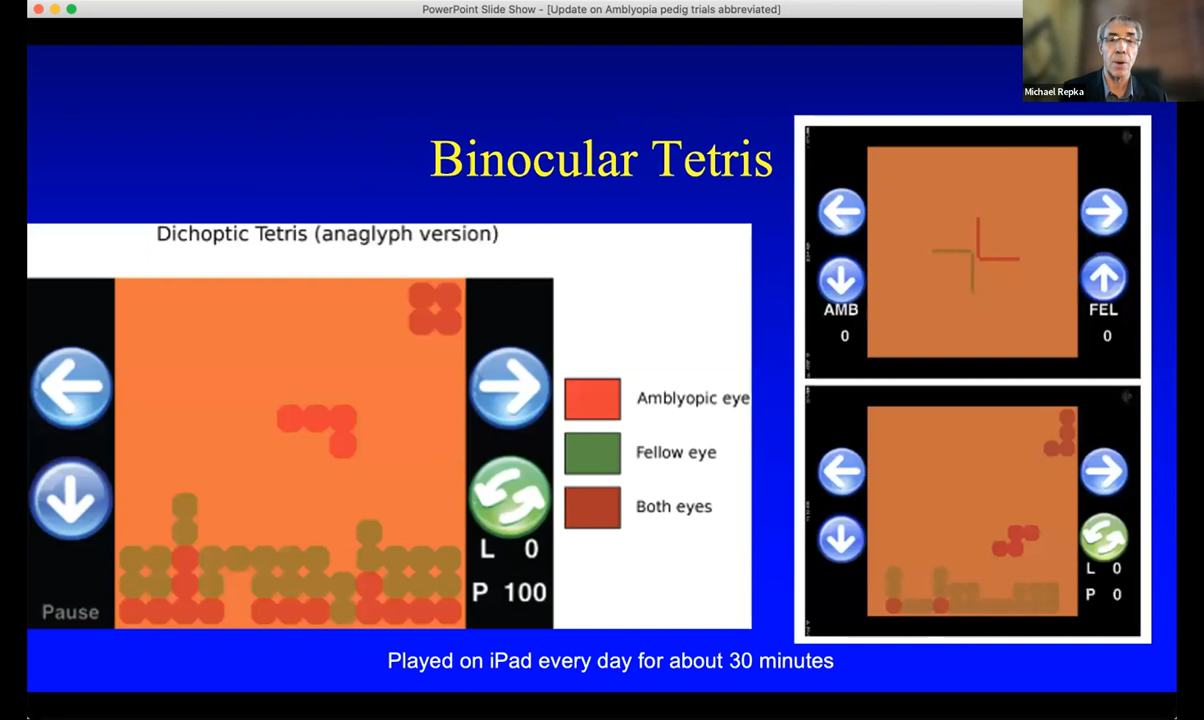 PowerPoint Slide Show - [Update on Amblyopia pedig trials abbreviated]
Michael Repka
Binocular Tetris
Dichoptic Tetris (anaglyph version)
Amblyopic eye
Fellow eye
Both eyes
L 0
P 100
Pause
AMB
0
FEL
0
L 0
P 0
Played on iPad every day for about 30 minutes